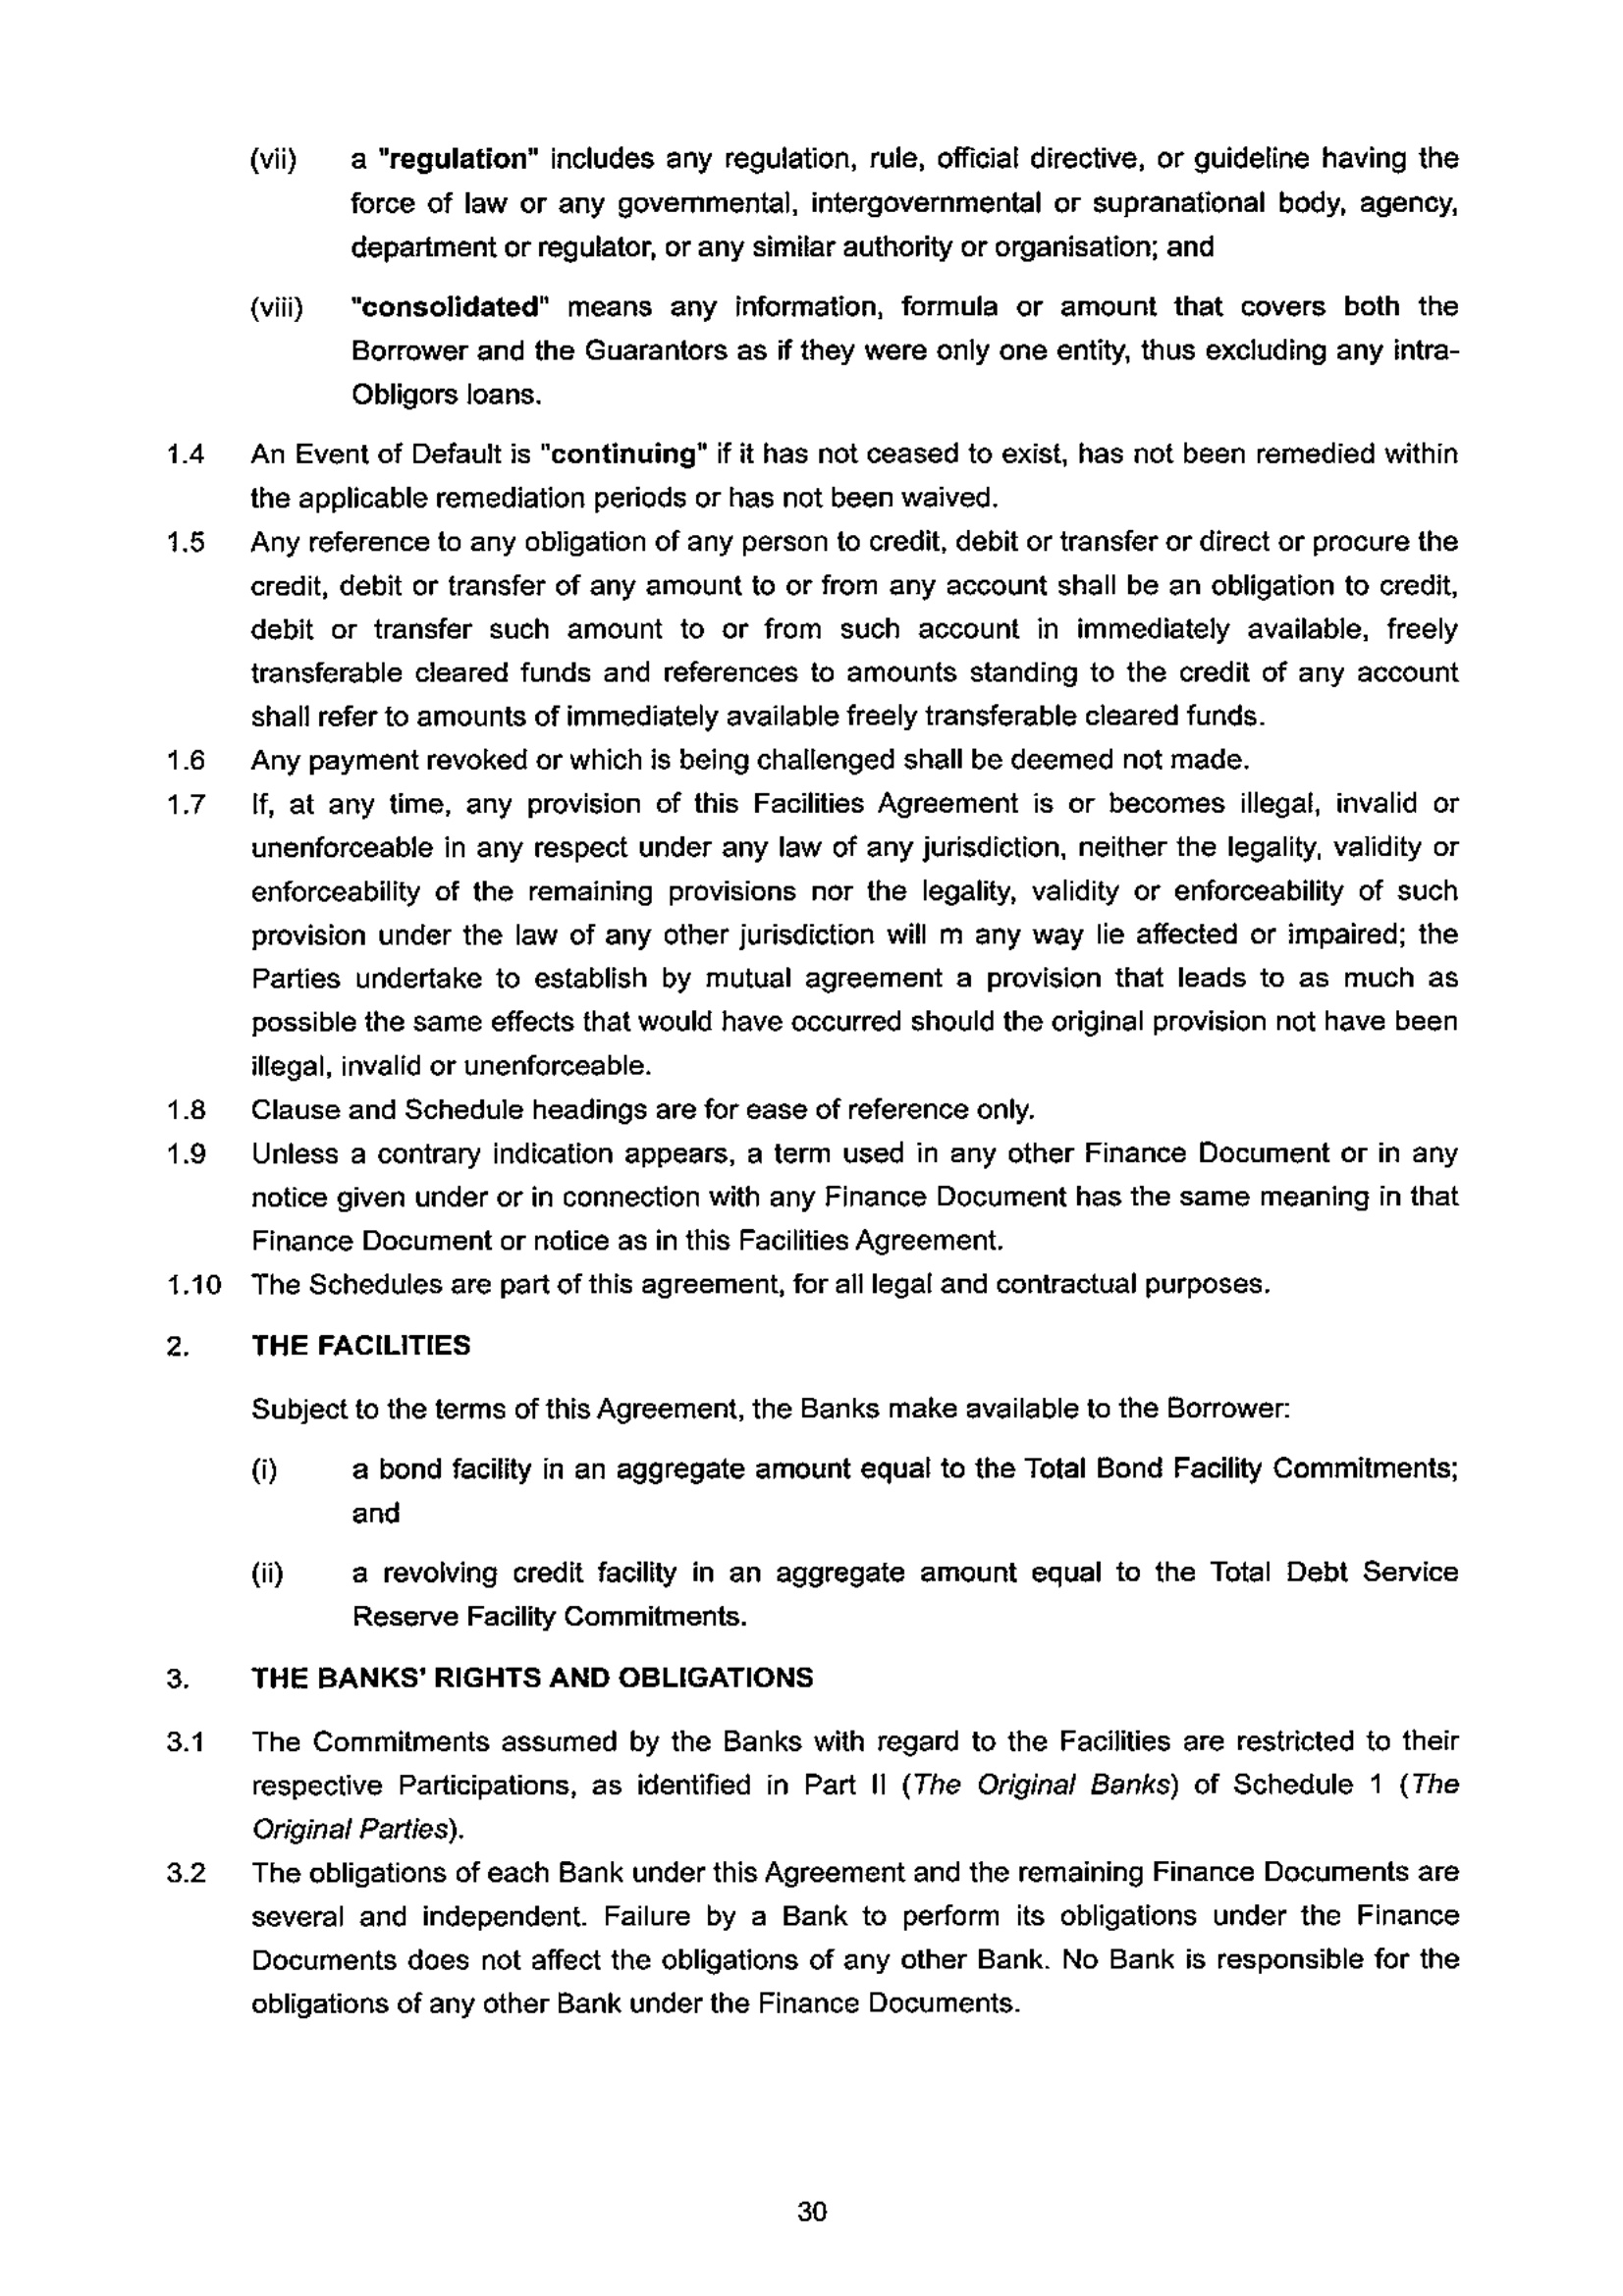 (vii) a "regulation" includes any regulation, rule, official directive, or guideline having the
force of law or any governmental, intergovernmental or supranational body, agency,
department or regulator, or any similar authority or organisation; and
(viii) "consolidated" means any information, formula or amount that covers both the
Borrower and the Guarantors as if they were only one entity, thus excluding any intra-
Obligors loans.
1.4 An Event of Default is "continuing" if it has not ceased to exist, has not been remedied within
the applicable remediation periods or has not been waived.
1.5 Any reference to any obligation of any person to credit, debit or transfer or direct or procure the
credit, debit or transfer of any amount to or from any account shall be an obligation to credit,
debit or transfer such amount to or from such account in immediately available, freely
transferable cleared funds and references to amounts standing to the credit of any account
shall refer to amounts of immediately available freely transferable cleared funds.
1.6 Any payment revoked or which is being challenged shall be deemed not made.
1.7 If, at any time, any provision of this Facilities Agreement is or becomes illegal, invalid or
unenforceable in any respect under any law of any jurisdiction, neither the legality, validity or
enforceability of the remaining provisions nor the legality, validity or enforceability of such
provision under the law of any other jurisdiction will m any way lie affected or impaired; the
Parties undertake to establish by mutual agreement a provision that leads to as much as
possible the same effects that would have occurred should the original provision not have been
illegal, invalid or unenforceable.
1.8 Clause and Schedule headings are for ease of reference only.
1.9 Unless a contrary indication appears, a term used in any other Finance Document or in any
notice given under or in connection with any Finance Document has the same meaning in that
Finance Document or notice as in this Facilities Agreement.
1.10 The Schedules are part of this agreement, for all legal and contractual purposes.
2. THE FACILITIES
Subject to the terms of this Agreement, the Banks make available to the Borrower:
(i) a bond facility in an aggregate amount equal to the Total Bond Facility Commitments;
and
(ii) a revolving credit facility in an aggregate amount equal to the Total Debt Service
Reserve Facility Commitments.
3. THE BANKS' RIGHTS AND OBLIGATIONS
3.1 The Commitments assumed by the Banks with regard to the Facilities are restricted to their
respective Participations, as identified in Part II (The Original Banks) of Schedule 1 (The
Original Parties).
3.2 The obligations of each Bank under this Agreement and the remaining Finance Documents are
several and independent. Failure by a Bank to perform its obligations under the Finance
Documents does not affect the obligations of any other Bank. No Bank is responsible for the
obligations of any other Bank under the Finance Documents.
30